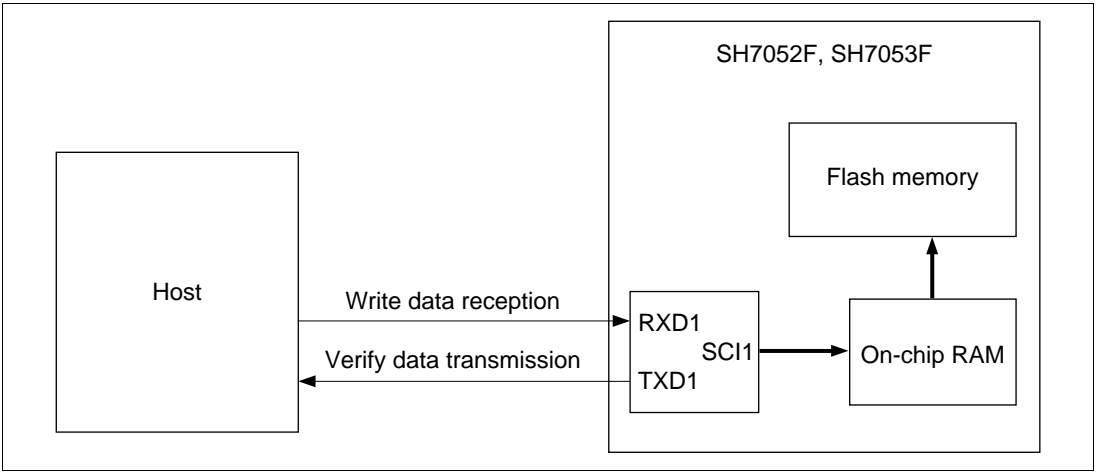 SH7052F, SH7053F
Flash memory
Host
Write data reception
RXD1
SCI1
On-chip RAM
Verify data transmission
TXD1